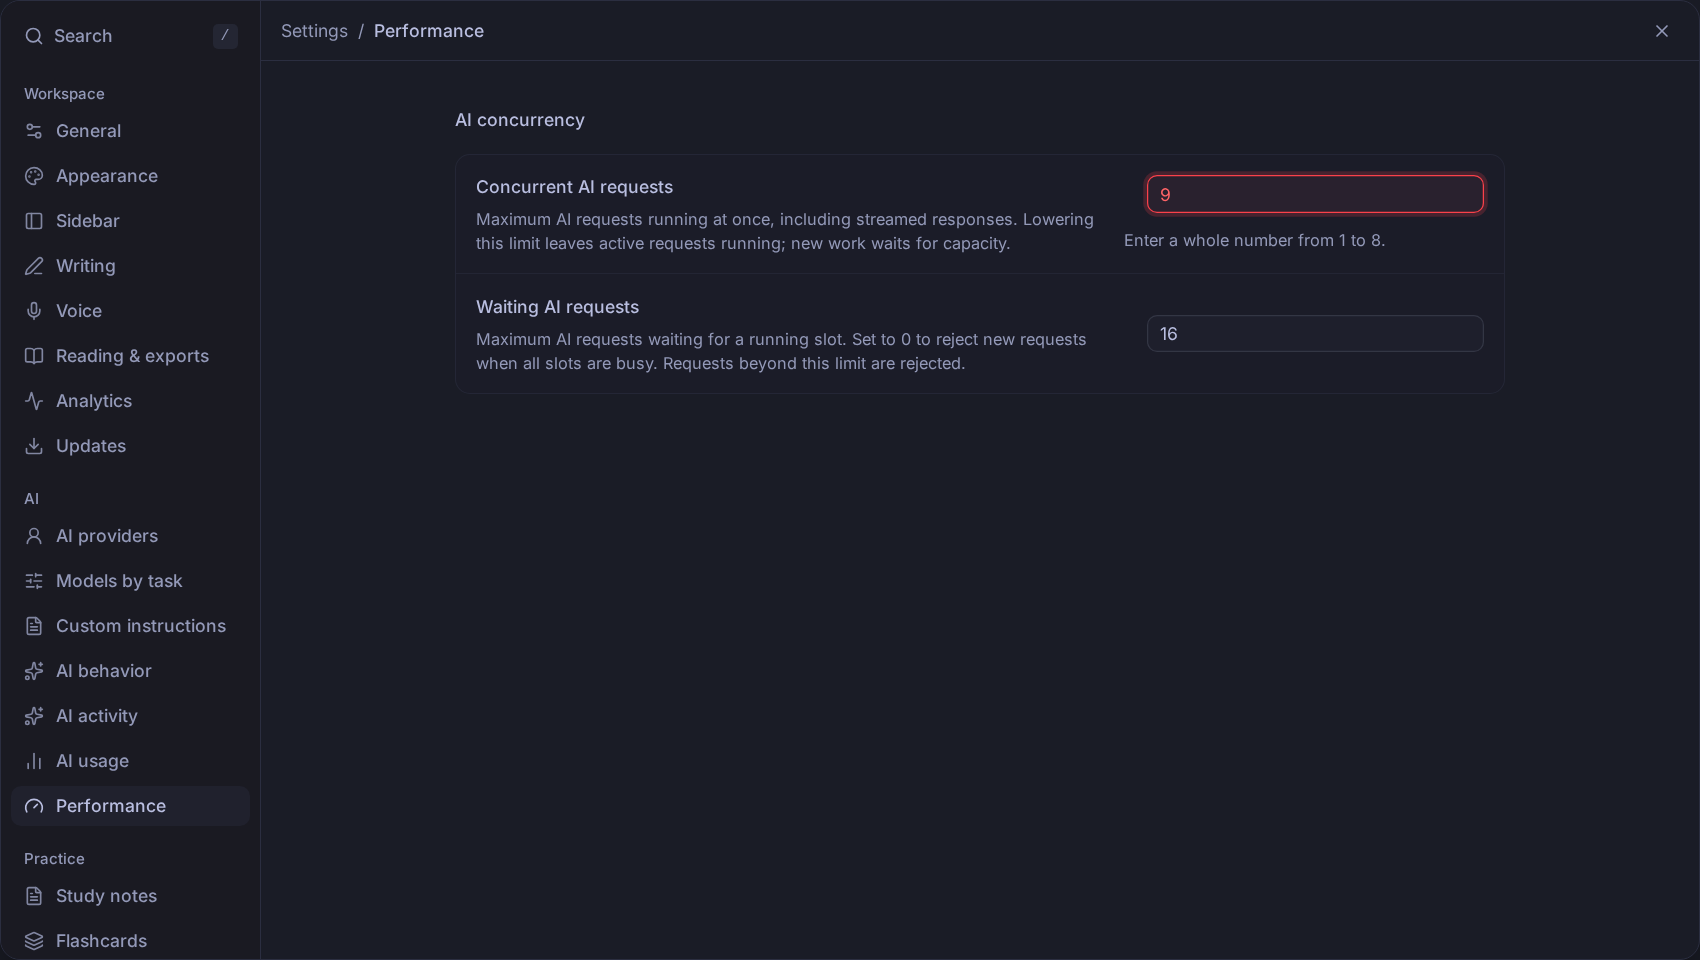 Search
/
Workspace
General
Appearance
Sidebar
Writing
Voice
Reading & exports
Analytics
Updates
AI
AI providers
Models by task
Custom instructions
AI behavior
AI activity
AI usage
Performance
Practice
Study notes
Flashcards
Settings / Performance
AI concurrency
Concurrent AI requests
Maximum AI requests running at once, including streamed responses. Lowering
this limit leaves active requests running; new work waits for capacity.
9
Enter a whole number from 1 to 8.
Waiting AI requests
Maximum AI requests waiting for a running slot. Set to 0 to reject new requests
when all slots are busy. Requests beyond this limit are rejected.
16